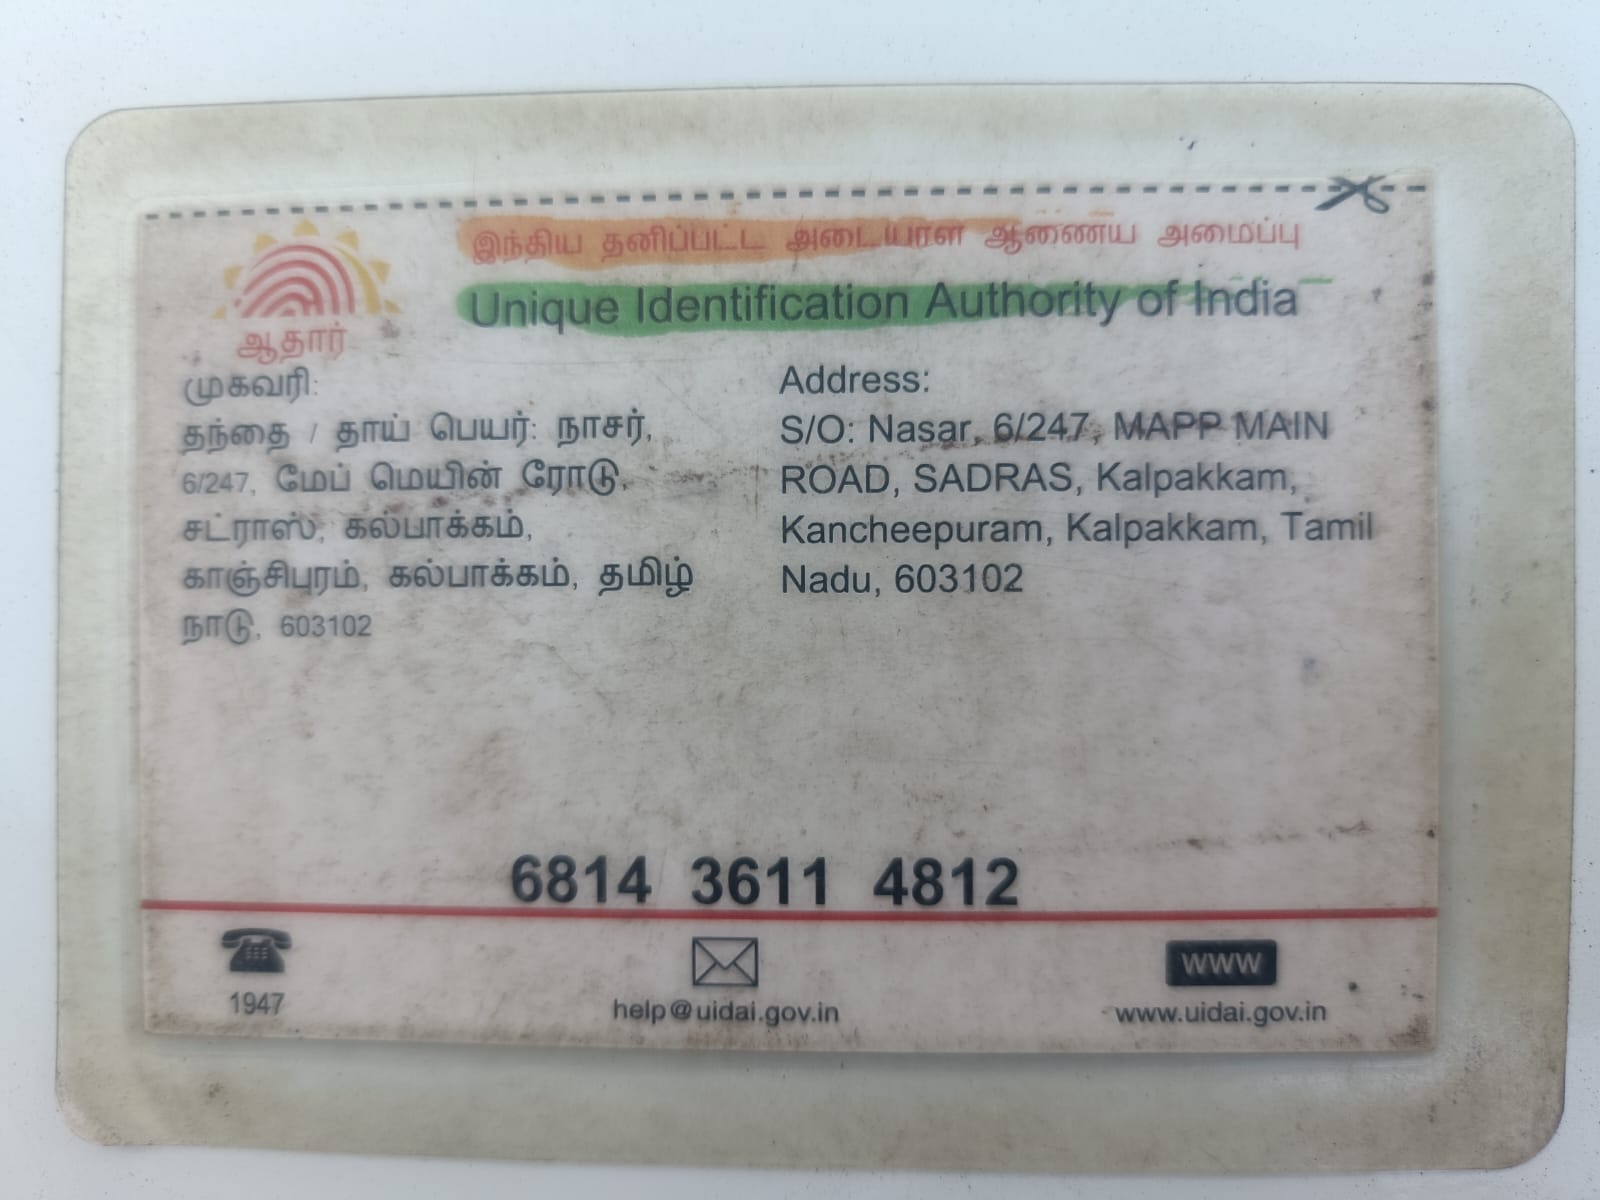 இந்திய தனிப்பட்ட அடையாள ஆணைய அமைப்பு
Unique Identification Authority of India
ஆதார்
முகவரி:
தந்தை / தாய் பெயர்: நாசர்,
6/247, மேப் மெயின் ரோடு,
சட்ராஸ், கல்பாக்கம்,
காஞ்சிபுரம், கல்பாக்கம், தமிழ்
நாடு, 603102
Address:
S/O: Nasar, 6/247, MAPP MAIN
ROAD, SADRAS, Kalpakkam,
Kancheepuram, Kalpakkam, Tamil
Nadu, 603102
6814 3611 4812
1947
help@uidai.gov.in
www
www.uidai.gov.in